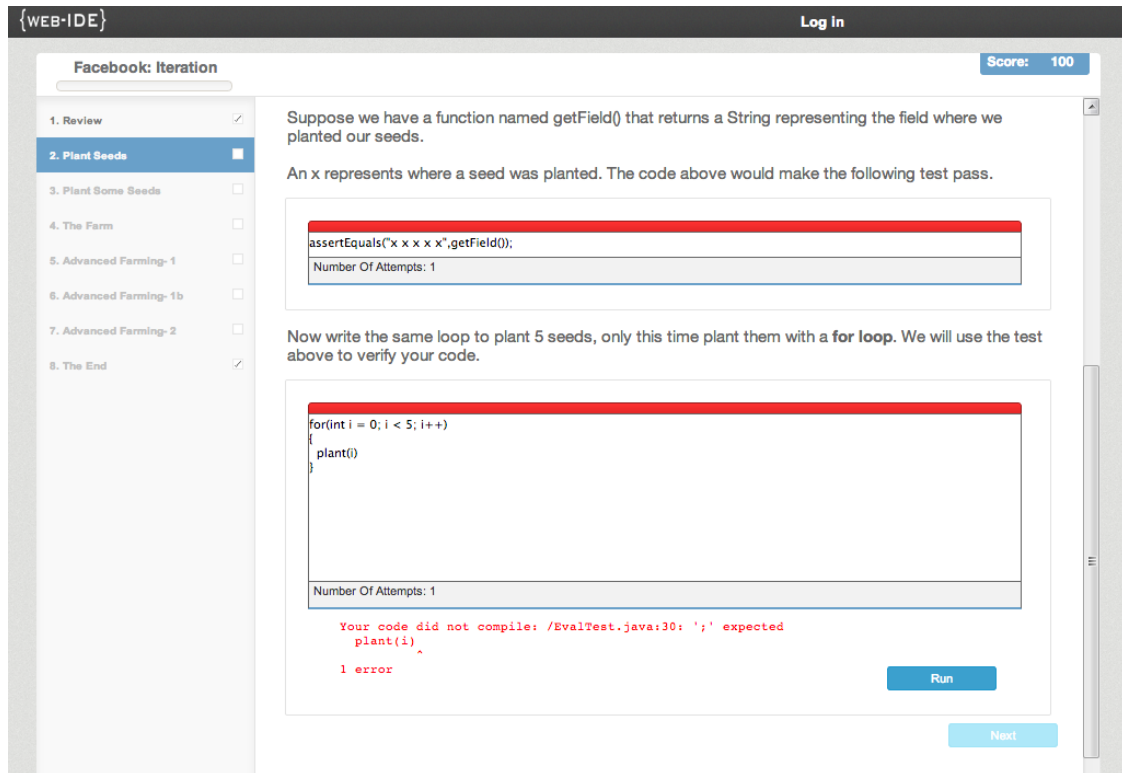 {WEB-IDE}
Log in
Facebook: Iteration
Score: 100
1. Review
2. Plant Seeds
3. Plant Some Seeds
4. The Farm
5. Advanced Farming- 1
6. Advanced Farming- 1b
7. Advanced Farming- 2
8. The End
Suppose we have a function named getField() that returns a String representing the field where we
planted our seeds.
An x represents where a seed was planted. The code above would make the following test pass.
assertEquals("x x x x x",getField());
Number Of Attempts: 1
Now write the same loop to plant 5 seeds, only this time plant them with a for loop. We will use the test
above to verify your code.
for(int i = 0; i < 5; i++)
{
  plant(i)
}
Number Of Attempts: 1
Your code did not compile: /EvalTest.java:30: ';' expected
  plant(i)
          ^
1 error
Run
Next